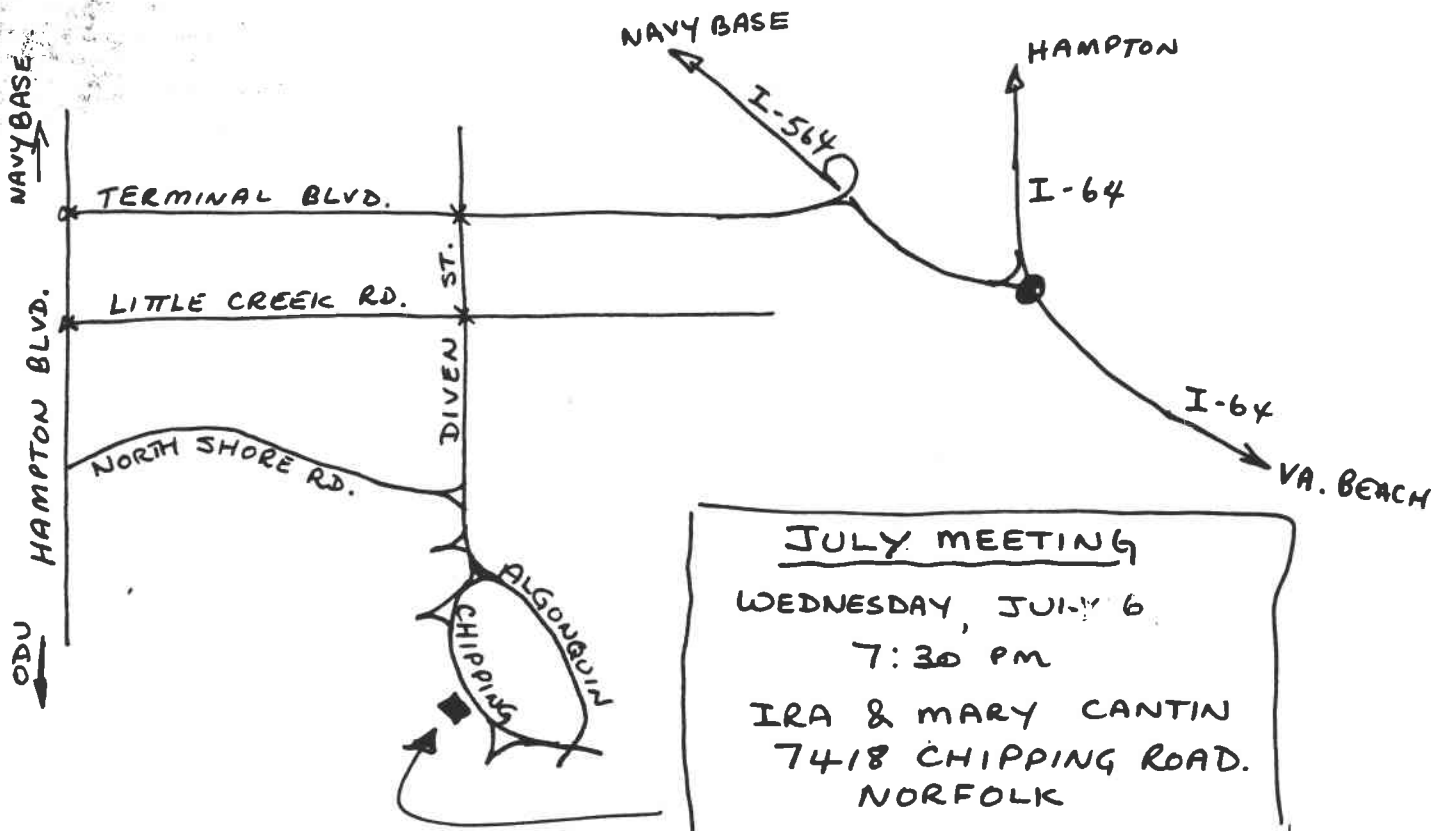 NAVY BASE
HAMPTON
NAVY BASE
I-564
I-64
TERMINAL BLVD.
DIVEN ST.
LITTLE CREEK RD.
HAMPTON BLVD.
NORTH SHORE RD.
I-64
VA. BEACH
ALGONQUIN
CHIPPING
ODU
JULY MEETING
WEDNESDAY, JULY 6
7:30 PM
IRA & MARY CANTIN
7418 CHIPPING ROAD.
NORFOLK